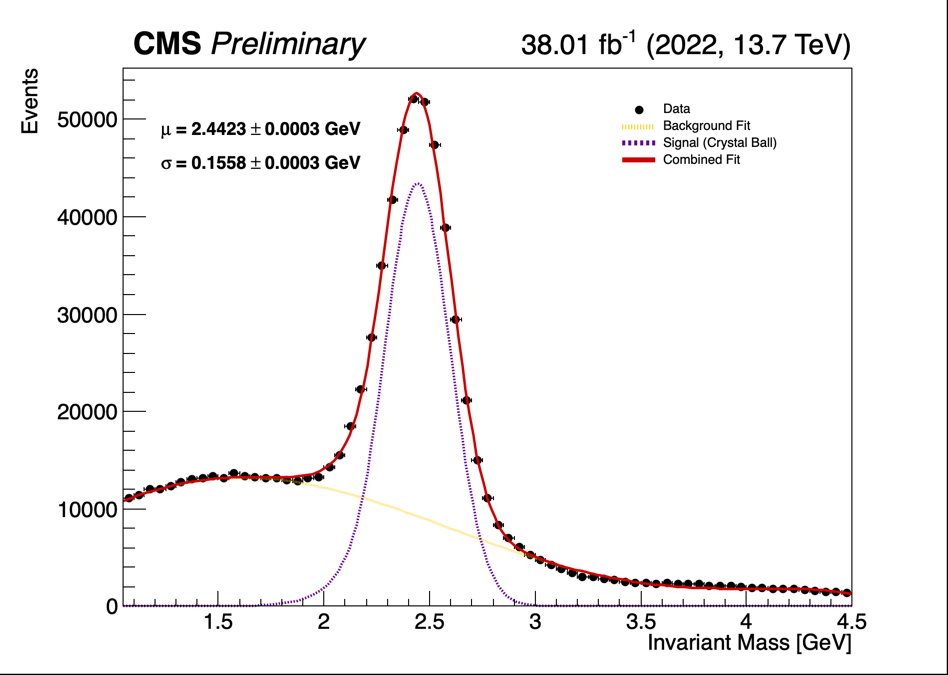 CMS Preliminary
38.01 fb⁻¹ (2022, 13.7 TeV)
Events
μ = 2.4423 ± 0.0003 GeV
σ = 0.1558 ± 0.0003 GeV
Data
Background Fit
Signal (Crystal Ball)
Combined Fit
50000
40000
30000
20000
10000
0
1.5 2 2.5 3 3.5 4 4.5
Invariant Mass [GeV]